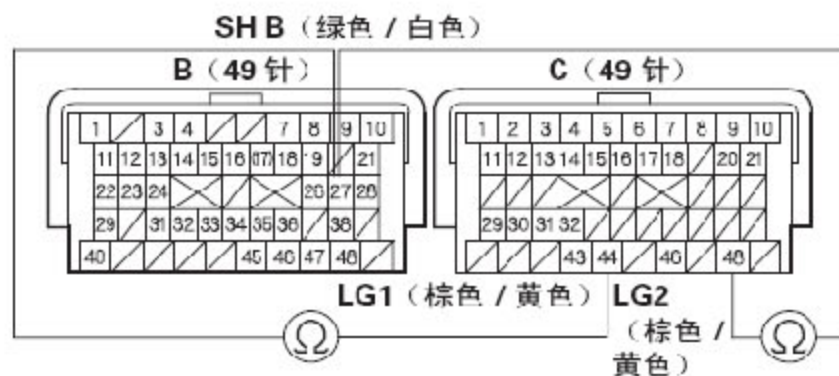 SH B（绿色 / 白色）
B（49 针）
C（49 针）
1 3 4 7 8 9 10
1 2 3 4 5 6 7 8 9 10
11 12 13 14 15 16 (17) 18 19 21
11 12 13 14 15 16 17 18 20 21
22 23 24 26 27 28
29 31 32 33 34 35 36 38
29 30 31 32
40 45 46 47 48
43 44 46 48
LG1（棕色 / 黄色）
LG2
（棕色 /
黄色）
Ω
Ω